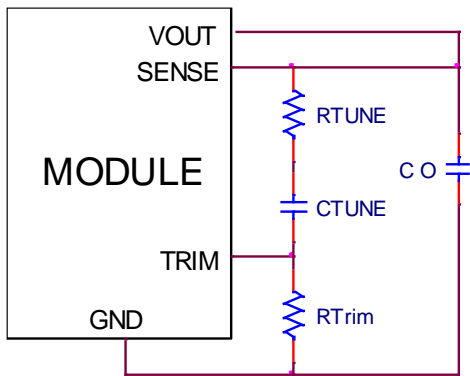 VOUT
SENSE
RTUNE
MODULE
C O
CTUNE
TRIM
RTrim
GND